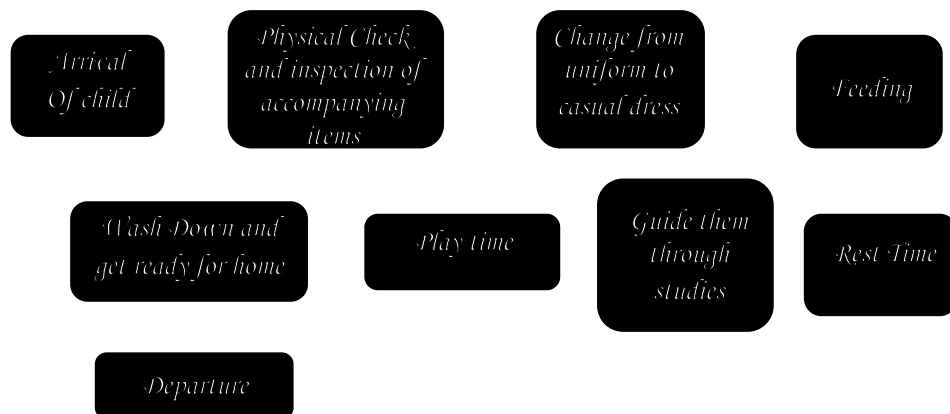 Arrical
Of child
Physical Check
and inspection of
accompanying
items
Change from
uniform to
casual dress
Feeding
Wash Down and
get ready for home
Play time
Guide them
through
studies
Rest Time
Departure